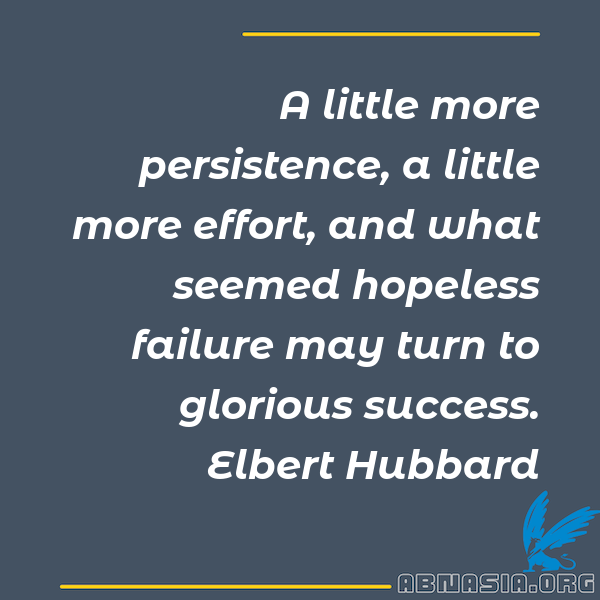 A little more
persistence, a little
more effort, and what
seemed hopeless
failure may turn to
glorious success.
Elbert Hubbard
ABNASIA.ORG